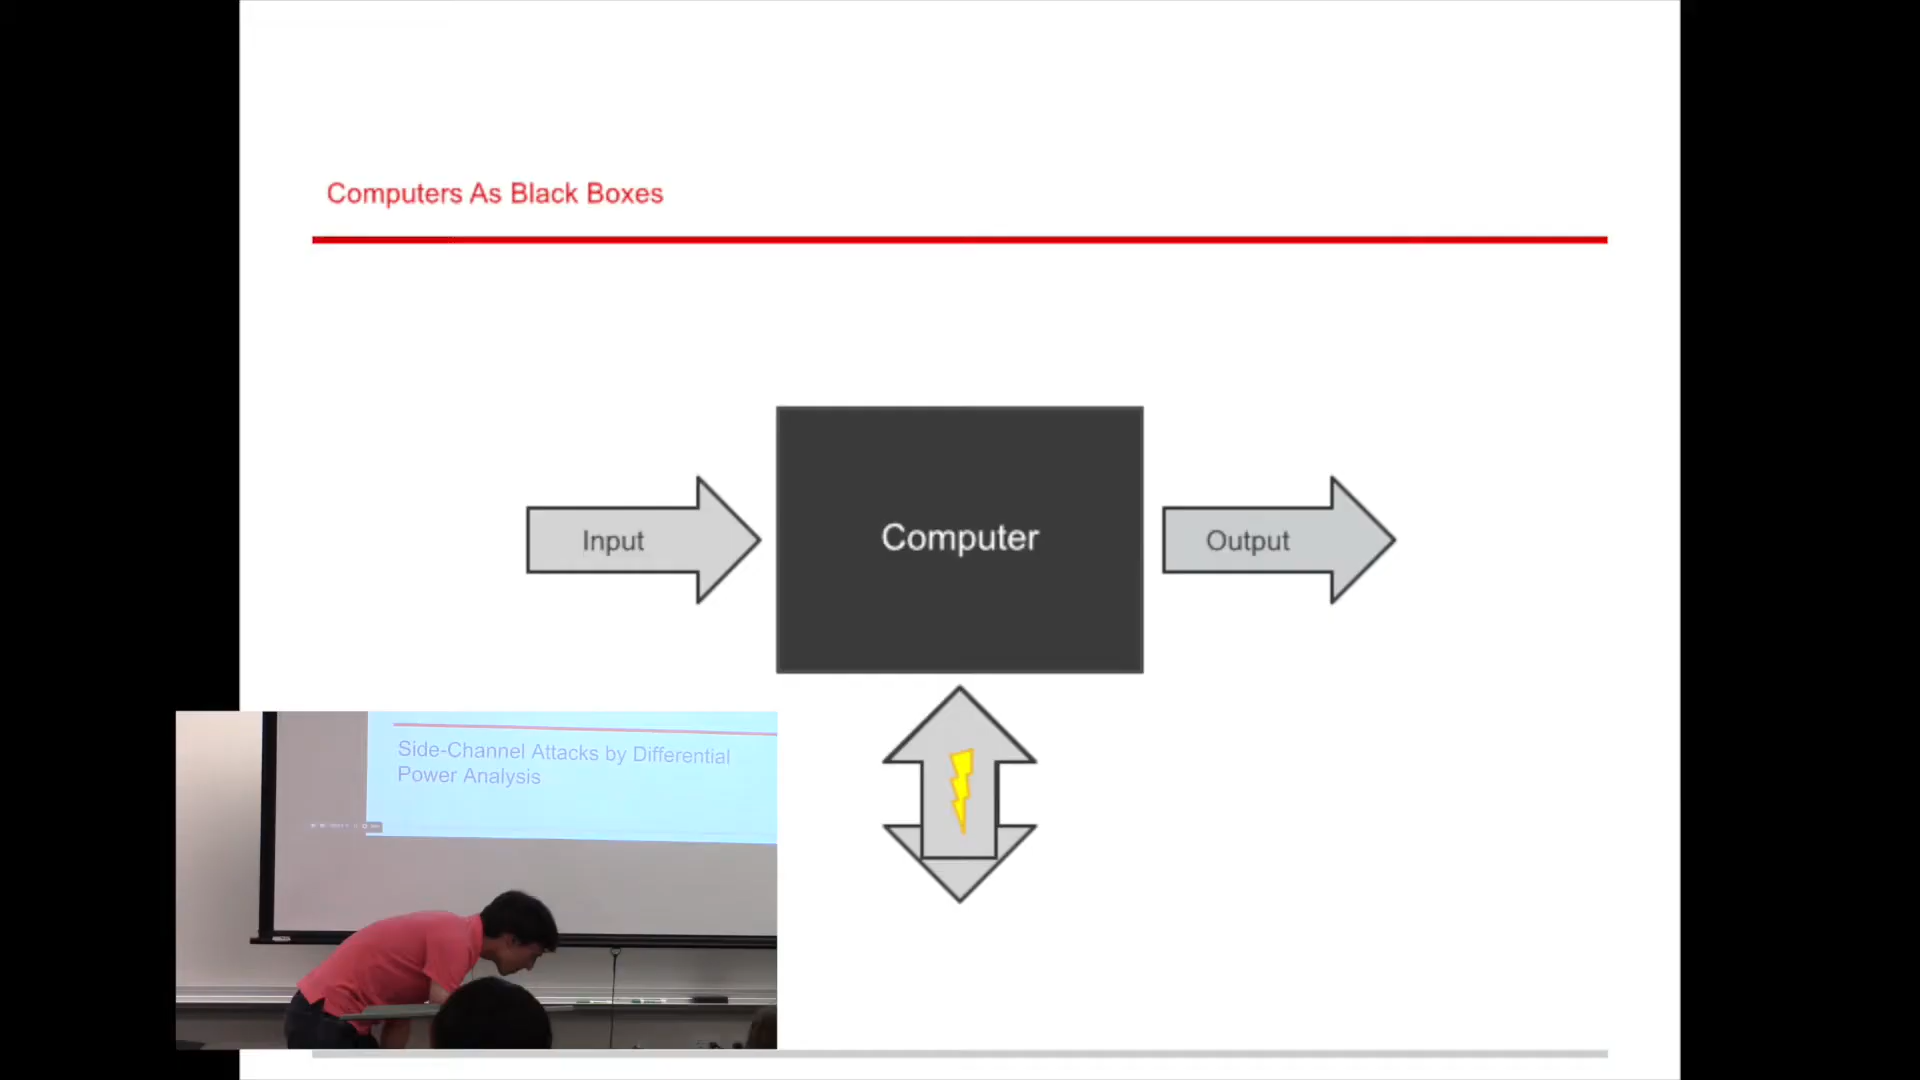 Computers As Black Boxes
Input
Computer
Output
Side-Channel Attacks by Differential
Power Analysis